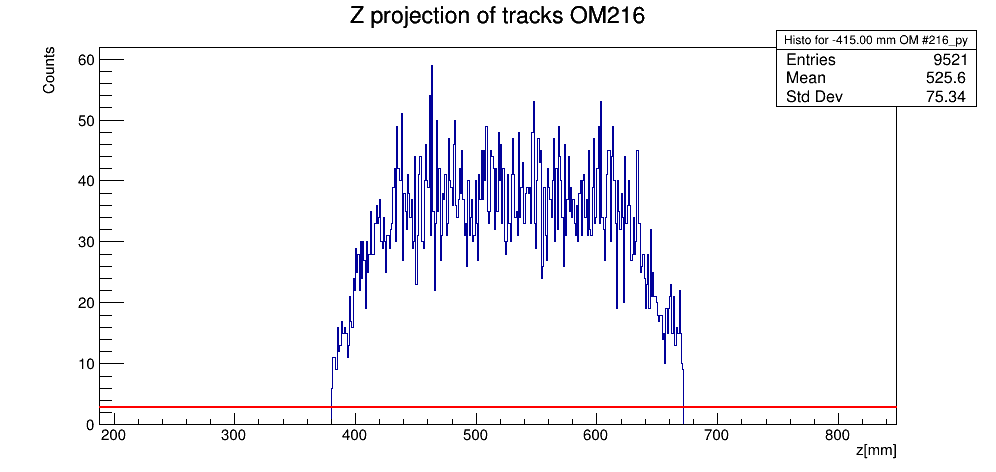 Z projection of tracks OM216
Histo for -415.00 mm OM #216_py
Entries 9521
Mean 525.6
Std Dev 75.34
Counts
60
50
40
30
20
10
0
200 300 400 500 600 700 800
z[mm]